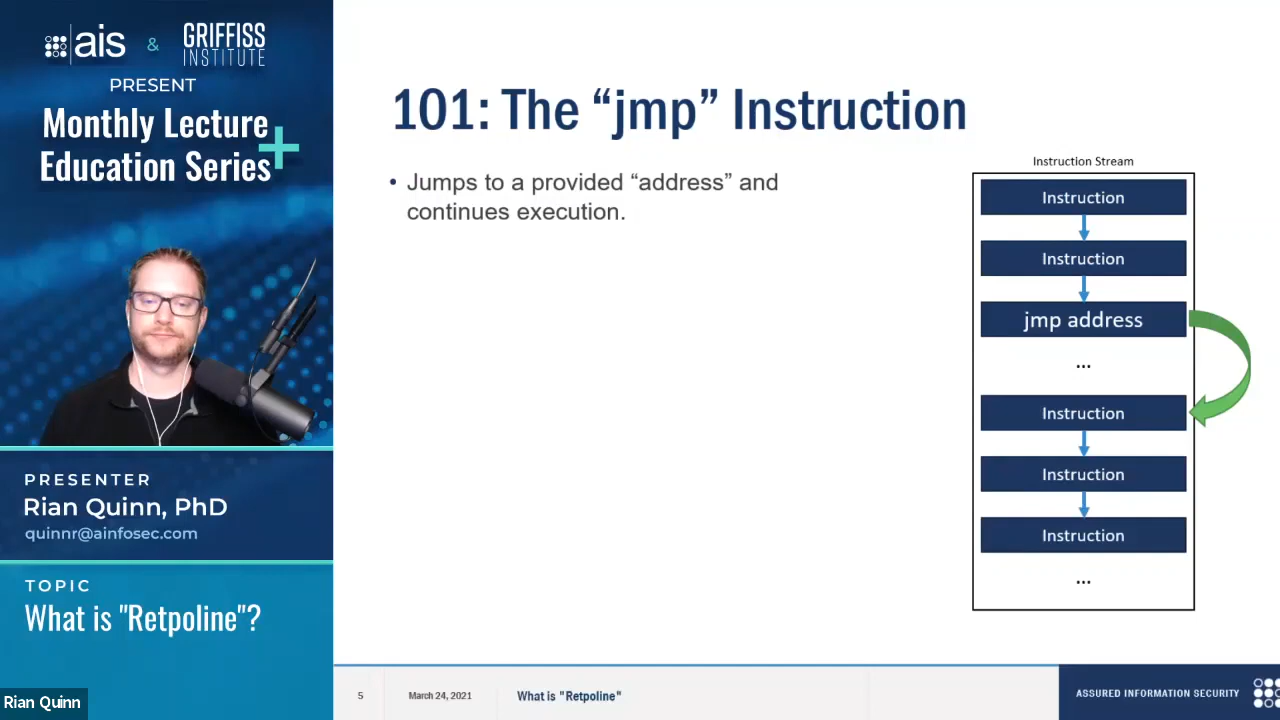 ais & GRIFFISS
INSTITUTE
PRESENT
Monthly Lecture
Education Series+
PRESENTER
Rian Quinn, PhD
quinnr@ainfosec.com
TOPIC
What is "Retpoline"?
Rian Quinn
101: The “jmp” Instruction
• Jumps to a provided “address” and
continues execution.
Instruction Stream
Instruction
Instruction
jmp address
...
Instruction
Instruction
Instruction
...
5 March 24, 2021 What is "Retpoline" ASSURED INFORMATION SECURITY